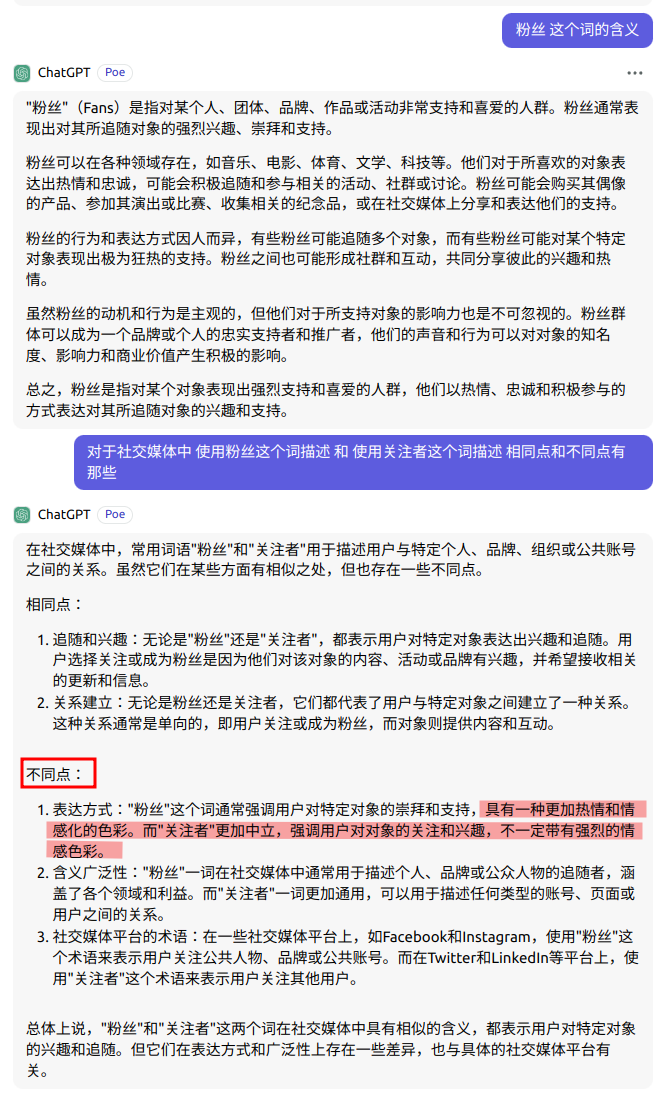 粉丝 这个词的含义
ChatGPT Poe
"粉丝"（Fans）是指对某个人、团体、品牌、作品或活动非常支持和喜爱的人群。粉丝通常表
现出对其所追随对象的强烈兴趣、崇拜和支持。
粉丝可以在各种领域存在，如音乐、电影、体育、文学、科技等。他们对于所喜欢的对象表
达出热情和忠诚，可能会积极追随和参与相关的活动、社群或讨论。粉丝可能会购买其偶像
的产品、参加其演出或比赛、收集相关的纪念品，或在社交媒体上分享和表达他们的支持。
粉丝的行为和表达方式因人而异，有些粉丝可能追随多个对象，而有些粉丝可能对某个特定
对象表现出极为狂热的支持。粉丝之间也可能形成社群和互动，共同分享彼此的兴趣和热
情。
虽然粉丝的动机和行为是主观的，但他们对于所支持对象的影响力也是不可忽视的。粉丝群
体可以成为一个品牌或个人的忠实支持者和推广者，他们的声音和行为可以对对象的知名
度、影响力和商业价值产生积极的影响。
总之，粉丝是指对某个对象表现出强烈支持和喜爱的人群，他们以热情、忠诚和积极参与的
方式表达对其所追随对象的兴趣和支持。
对于社交媒体中 使用粉丝这个词描述 和 使用关注者这个词描述 相同点和不同点有
那些
ChatGPT Poe
在社交媒体中，常用词语"粉丝"和"关注者"用于描述用户与特定个人、品牌、组织或公共账号
之间的关系。虽然它们在某些方面有相似之处，但也存在一些不同点。
相同点：
1. 追随和兴趣：无论是"粉丝"还是"关注者"，都表示用户对特定对象表达出兴趣和追随。用
户选择关注或成为粉丝是因为他们对该对象的内容、活动或品牌有兴趣，并希望接收相关
的更新和信息。
2. 关系建立：无论是粉丝还是关注者，它们都代表了用户与特定对象之间建立了一种关系。
这种关系通常是单向的，即用户关注或成为粉丝，而对象则提供内容和互动。
不同点：
1. 表达方式："粉丝"这个词通常强调用户对特定对象的崇拜和支持，具有一种更加热情和情
感化的色彩。而"关注者"更加中立，强调用户对对象的关注和兴趣，不一定带有强烈的情
感色彩。
2. 含义广泛性："粉丝"一词在社交媒体中通常用于描述个人、品牌或公众人物的追随者，涵
盖了各个领域和利益。而"关注者"一词更加通用，可以用于描述任何类型的账号、页面或
用户之间的关系。
3. 社交媒体平台的术语：在一些社交媒体平台上，如Facebook和Instagram，使用"粉丝"这
个术语来表示用户关注公共人物、品牌或公共账号。而在Twitter和LinkedIn等平台上，使
用"关注者"这个术语来表示用户关注其他用户。
总体上说，"粉丝"和"关注者"这两个词在社交媒体中具有相似的含义，都表示用户对特定对象
的兴趣和追随。但它们在表达方式和广泛性上存在一些差异，也与具体的社交媒体平台有
关。